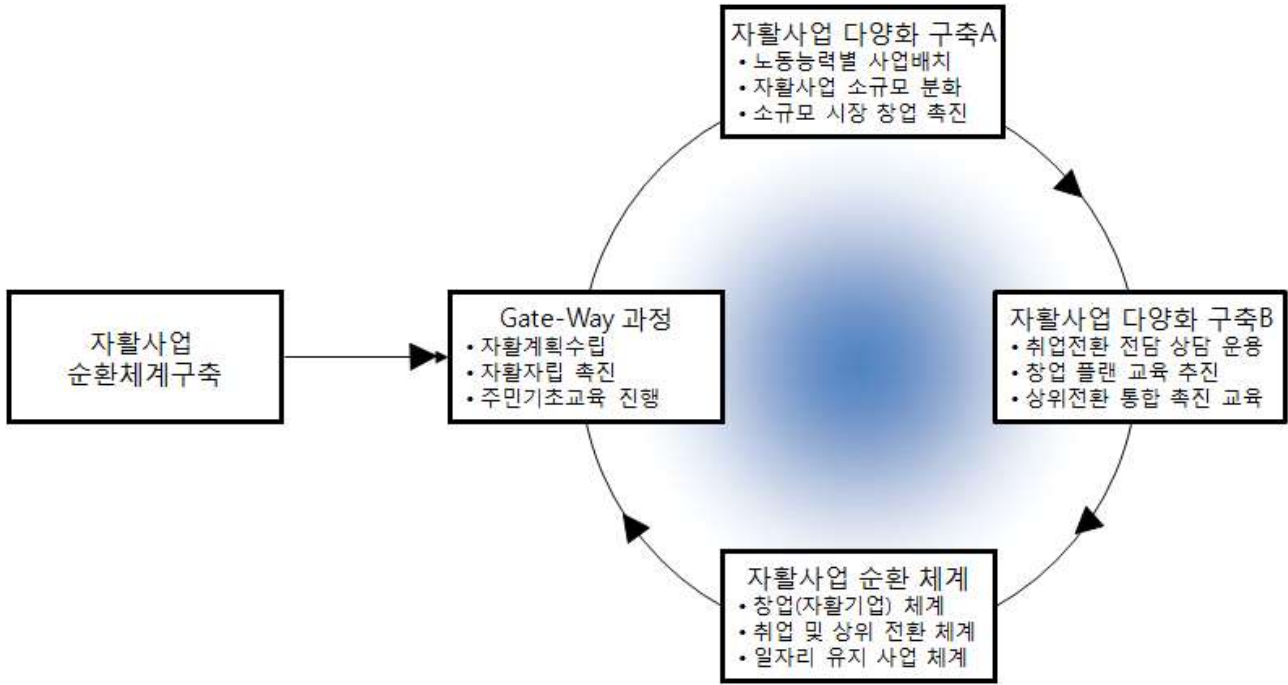 자활사업
순환체계구축
Gate-Way 과정
• 자활계획수립
• 자활자립 촉진
• 주민기초교육 진행
자활사업 다양화 구축A
• 노동능력별 사업배치
• 자활사업 소규모 분화
• 소규모 시장 창업 촉진
자활사업 다양화 구축B
• 취업전환 전담 상담 운용
• 창업 플랜 교육 추진
• 상위전환 통합 촉진 교육
자활사업 순환 체계
• 창업(자활기업) 체계
• 취업 및 상위 전환 체계
• 일자리 유지 사업 체계